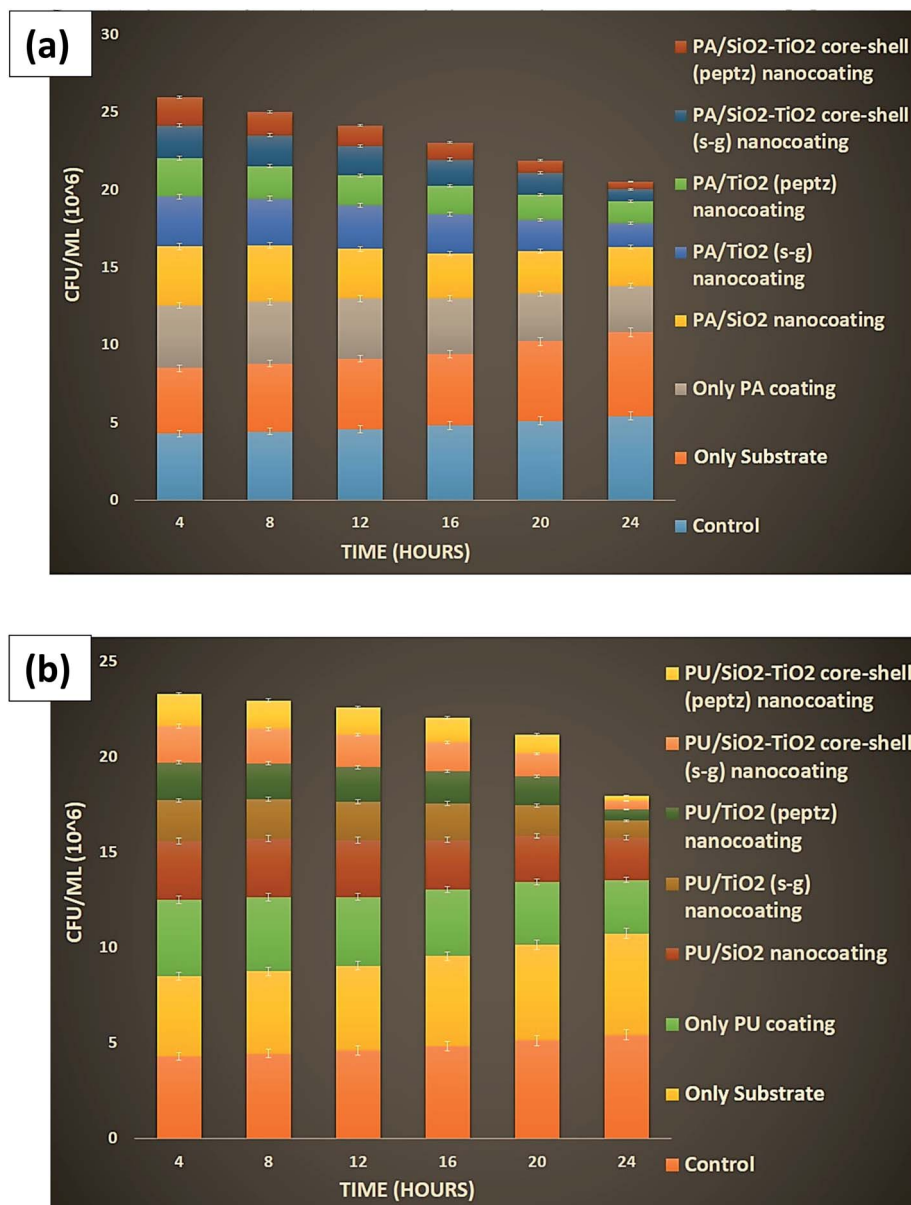 (a)
30
25
20
15
10
5
0
CFU/ML (10^6)
4 8 12 16 20 24
TIME (HOURS)
PA/SiO2-TiO2 core-shell
(peptz) nanocoating
PA/SiO2-TiO2 core-shell
(s-g) nanocoating
PA/TiO2 (peptz)
nanocoating
PA/TiO2 (s-g)
nanocoating
PA/SiO2 nanocoating
Only PA coating
Only Substrate
Control
(b)
25
20
15
10
5
0
CFU/ML (10^6)
4 8 12 16 20 24
TIME (HOURS)
PU/SiO2-TiO2 core-shell
(peptz) nanocoating
PU/SiO2-TiO2 core-shell
(s-g) nanocoating
PU/TiO2 (peptz)
nanocoating
PU/TiO2 (s-g)
nanocoating
PU/SiO2 nanocoating
Only PU coating
Only Substrate
Control